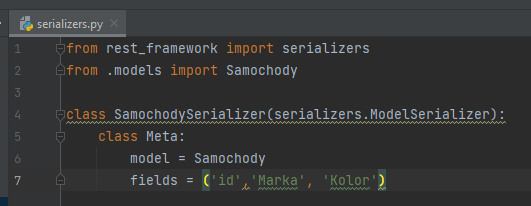 serializers.py
1 from rest_framework import serializers
2 from .models import Samochody
3
4 class SamochodySerializer(serializers.ModelSerializer):
5     class Meta:
6         model = Samochody
7         fields = ('id','Marka', 'Kolor')